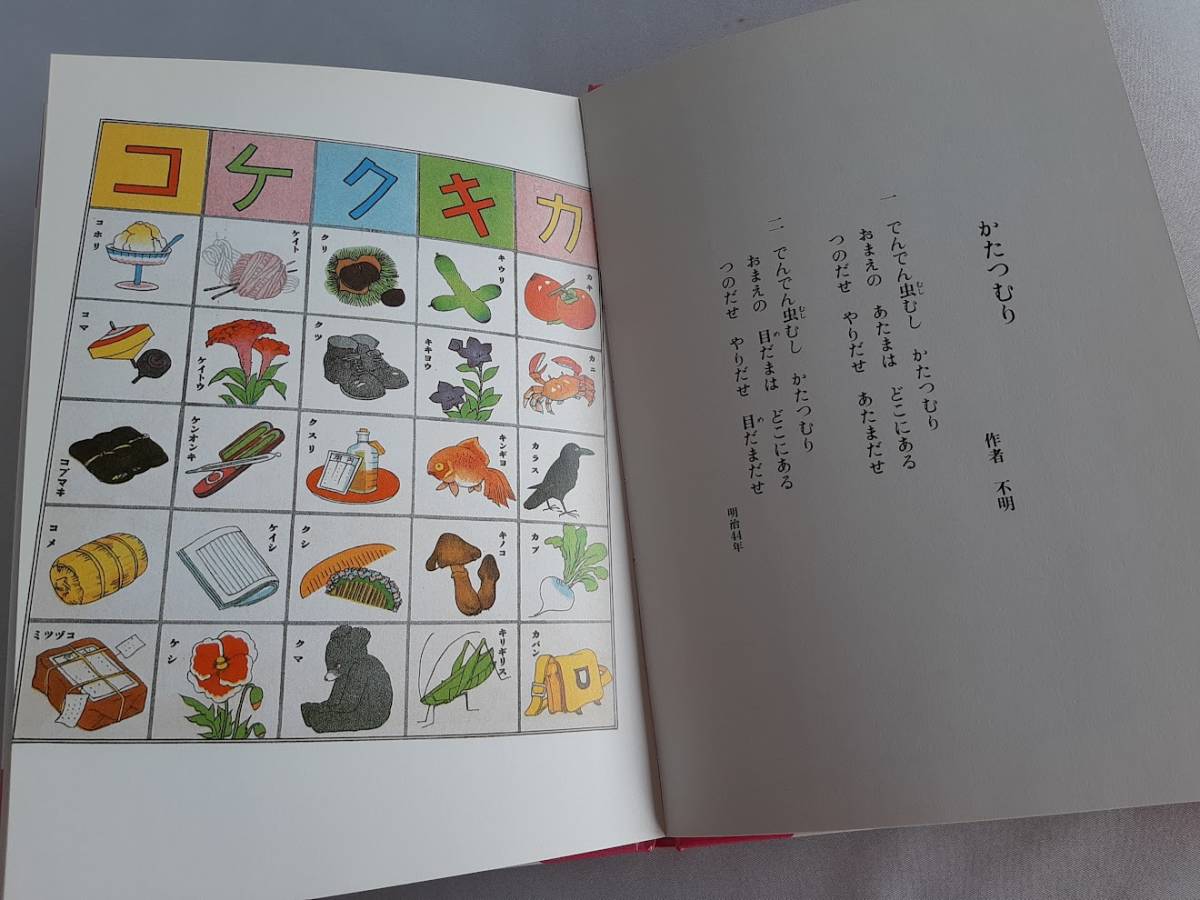 かたつむり
作者 不明
一 でんでん虫むし かたつむり
むし
おまえの あたまは どこにある
つのだせ やりだせ あたまだせ
二 でんでん虫むし かたつむり
むし
おまえの 目だまは どこにある
め
つのだせ やりだせ 目だまだせ
め
明治44年
カ
カキ
カニ
カラス
カブ
カバン
キ
キウリ
キキヨウ
キンギヨ
キノコ
キリギリス
ク
クリ
クツ
クスリ
クシ
クマ
ケ
ケイト
ケイトウ
ケンオンキ
ケイシ
ケシ
コ
コホリ
コマ
コブマキ
コメ
コヅツミ